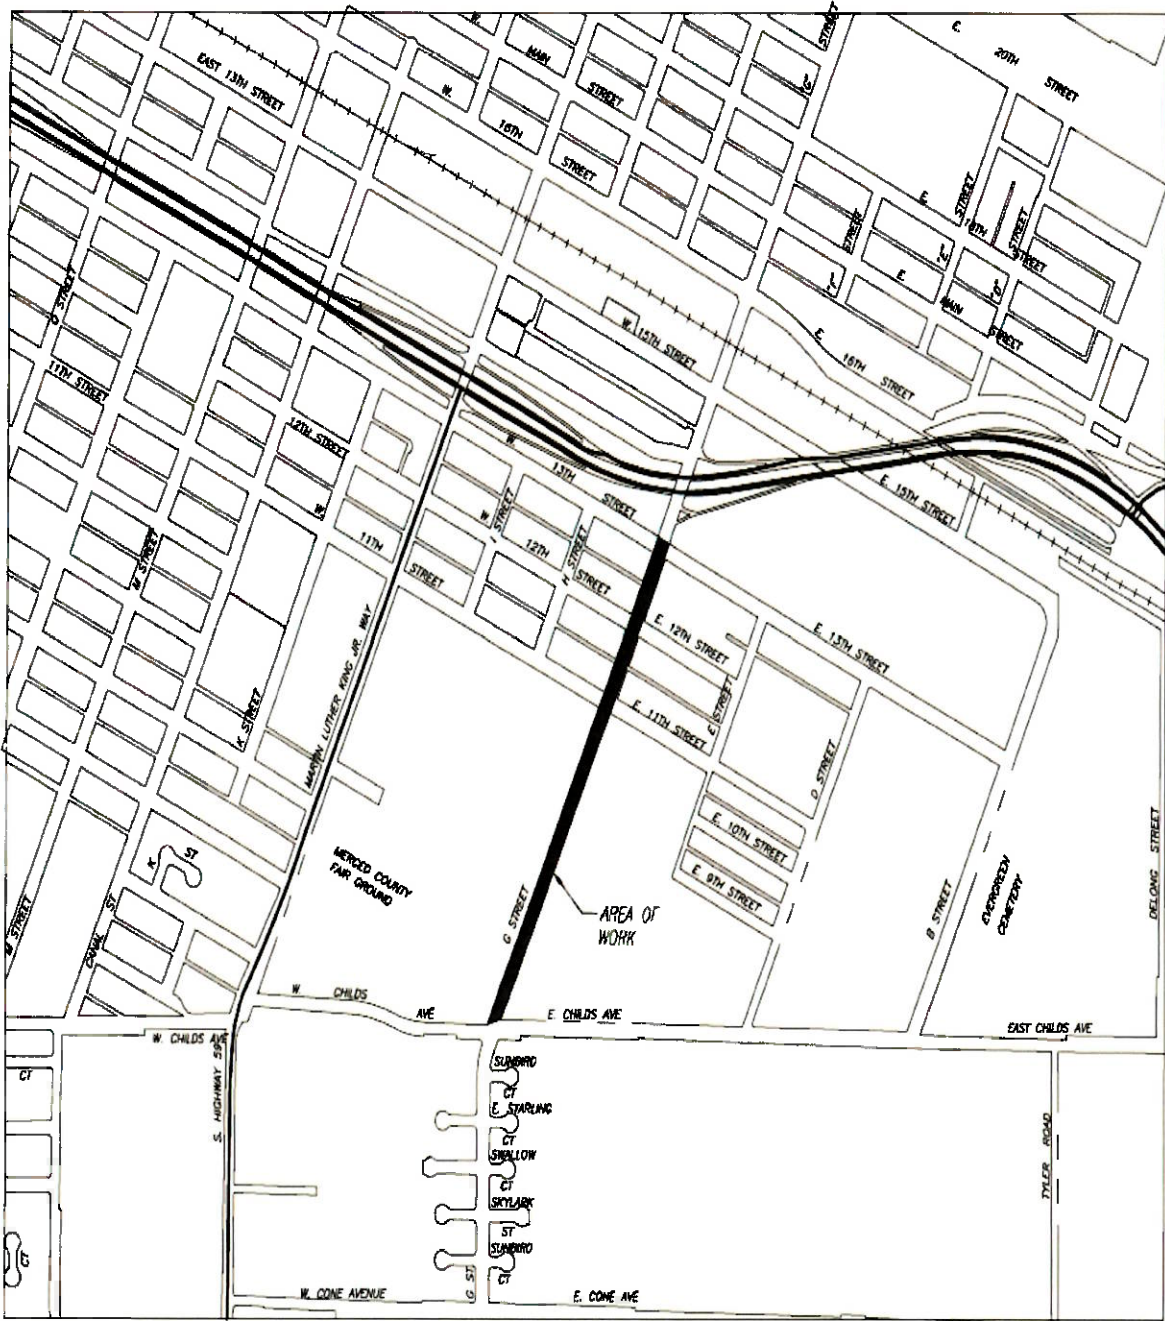 STREET
E.
20TH
STREET
W.
MAIN
STREET
"G"
EAST 13TH STREET
W.
16TH
STREET
STREET
E.
18TH
STREET
STREET
STREET
"F"
E.
MAIN
STREET
"E"
"D"
O STREET
W.
15TH STREET
E.
16TH
STREET
11TH STREET
12TH STREET
W.
11TH
STREET
W.
13TH
STREET
W.
I STREET
12TH
STREET
H STREET
E. 15TH STREET
M STREET
E. 12TH STREET
E. 13TH STREET
K STREET
MARTIN LUTHER KING JR. WAY
E. 11TH STREET
E STREET
D STREET
E. 10TH STREET
E 9TH STREET
K
ST
MERCED COUNTY
FAIR GROUND
G STREET
AREA OF
WORK
B STREET
EVERGREEN
CEMETERY
DELONG STREET
M STREET
CANAL ST
W. CHILDS
AVE
E. CHILDS AVE
EAST CHILDS AVE
W. CHILDS AVE
S. HIGHWAY 59
CT
SUNBIRD
CT
E. STARLING
CT
SWALLOW
CT
SKYLARK
ST
SUNBIRD
CT
TYLER ROAD
CT
G ST
W. CONE AVENUE
E. CONE AVE